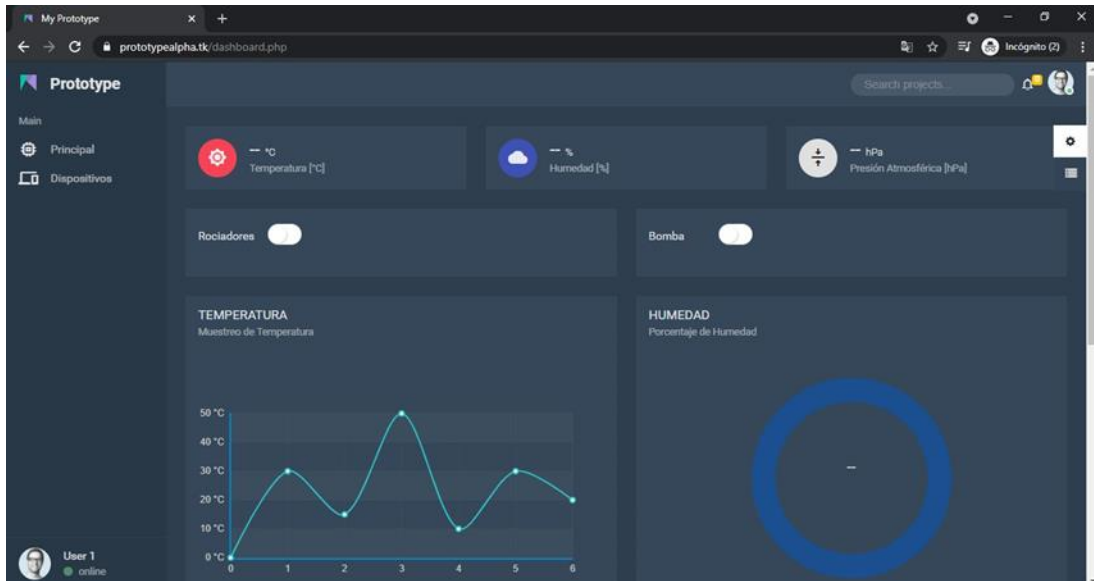 My Prototype
prototypealpha.tk/dashboard.php
Incógnito (2)
Prototype
Search projects...
Main
Principal
Dispositivos
-- °C
Temperatura [°C]
-- %
Humedad [%]
-- hPa
Presión Atmosférica [hPa]
Rociadores
Bomba
TEMPERATURA
Muestreo de Temperatura
HUMEDAD
Porcentaje de Humedad
50 °C
40 °C
30 °C
20 °C
10 °C
0 °C
0 1 2 3 4 5 6
--
User 1
online